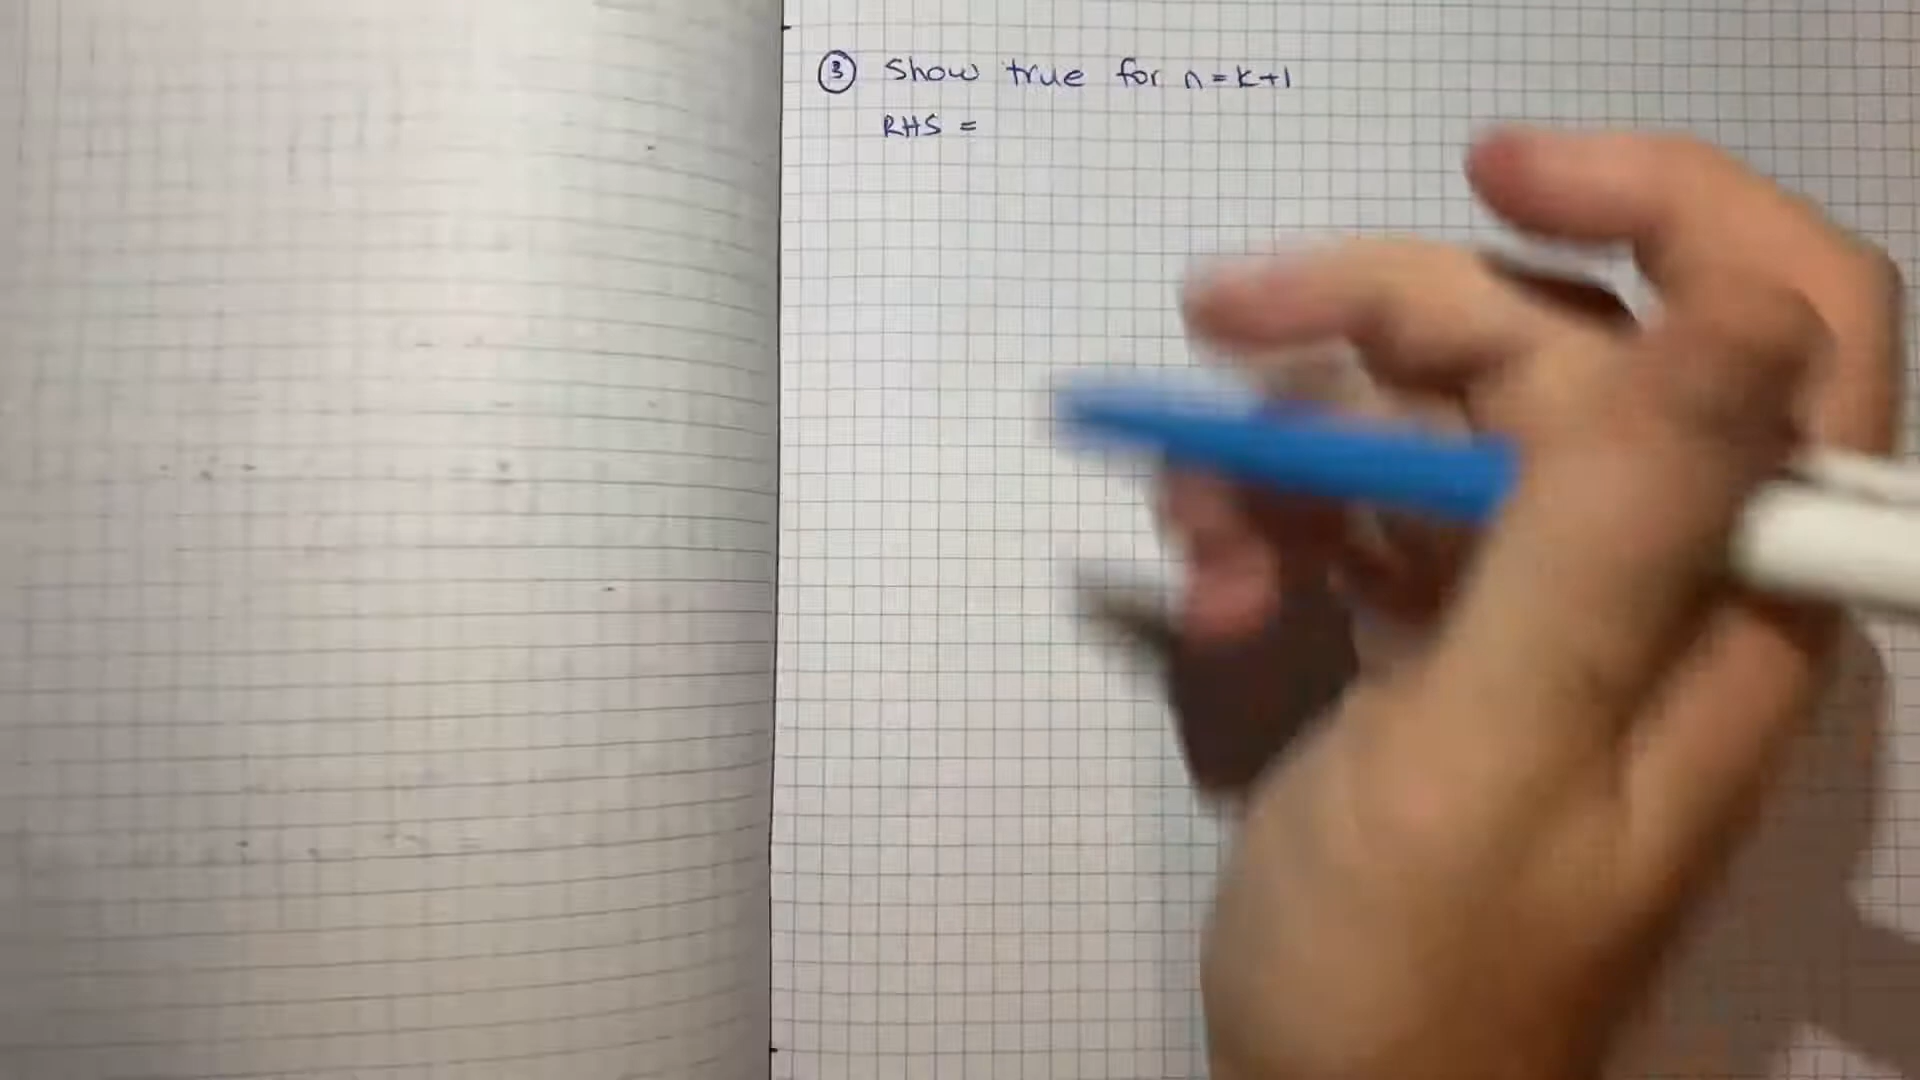 ③ Show true for n = k+1
RHS =